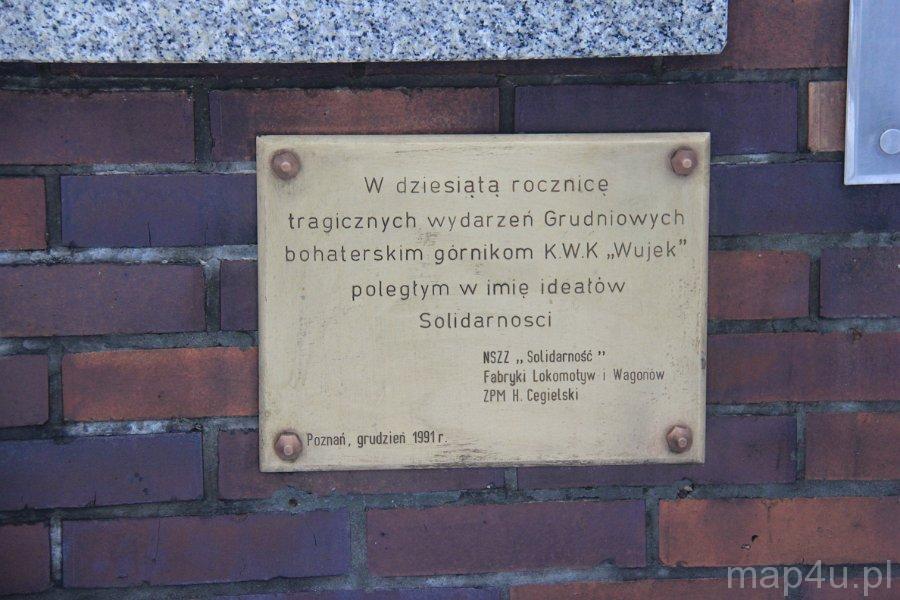 W dziesiątą rocznicę
tragicznych wydarzeń Grudniowych
bohaterskim górnikom K.W.K „Wujek”
poległym w imię ideałów
Solidarnosci
NSZZ „Solidarność”
Fabryki Lokomotyw i Wagonów
ZPM H. Cegielski
Poznań, grudzień 1991 r.
map4u.pl